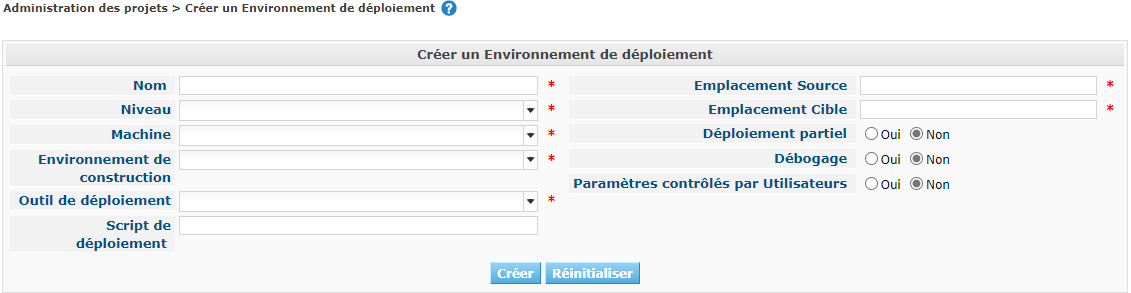 Administration des projets > Créer un Environnement de déploiement ?
Créer un Environnement de déploiement
Nom *
Niveau *
Machine *
Environnement de
construction *
Outil de déploiement *
Script de
déploiement
Emplacement Source *
Emplacement Cible *
Déploiement partiel Oui Non
Débogage Oui Non
Paramètres contrôlés par Utilisateurs Oui Non
Créer Réinitialiser